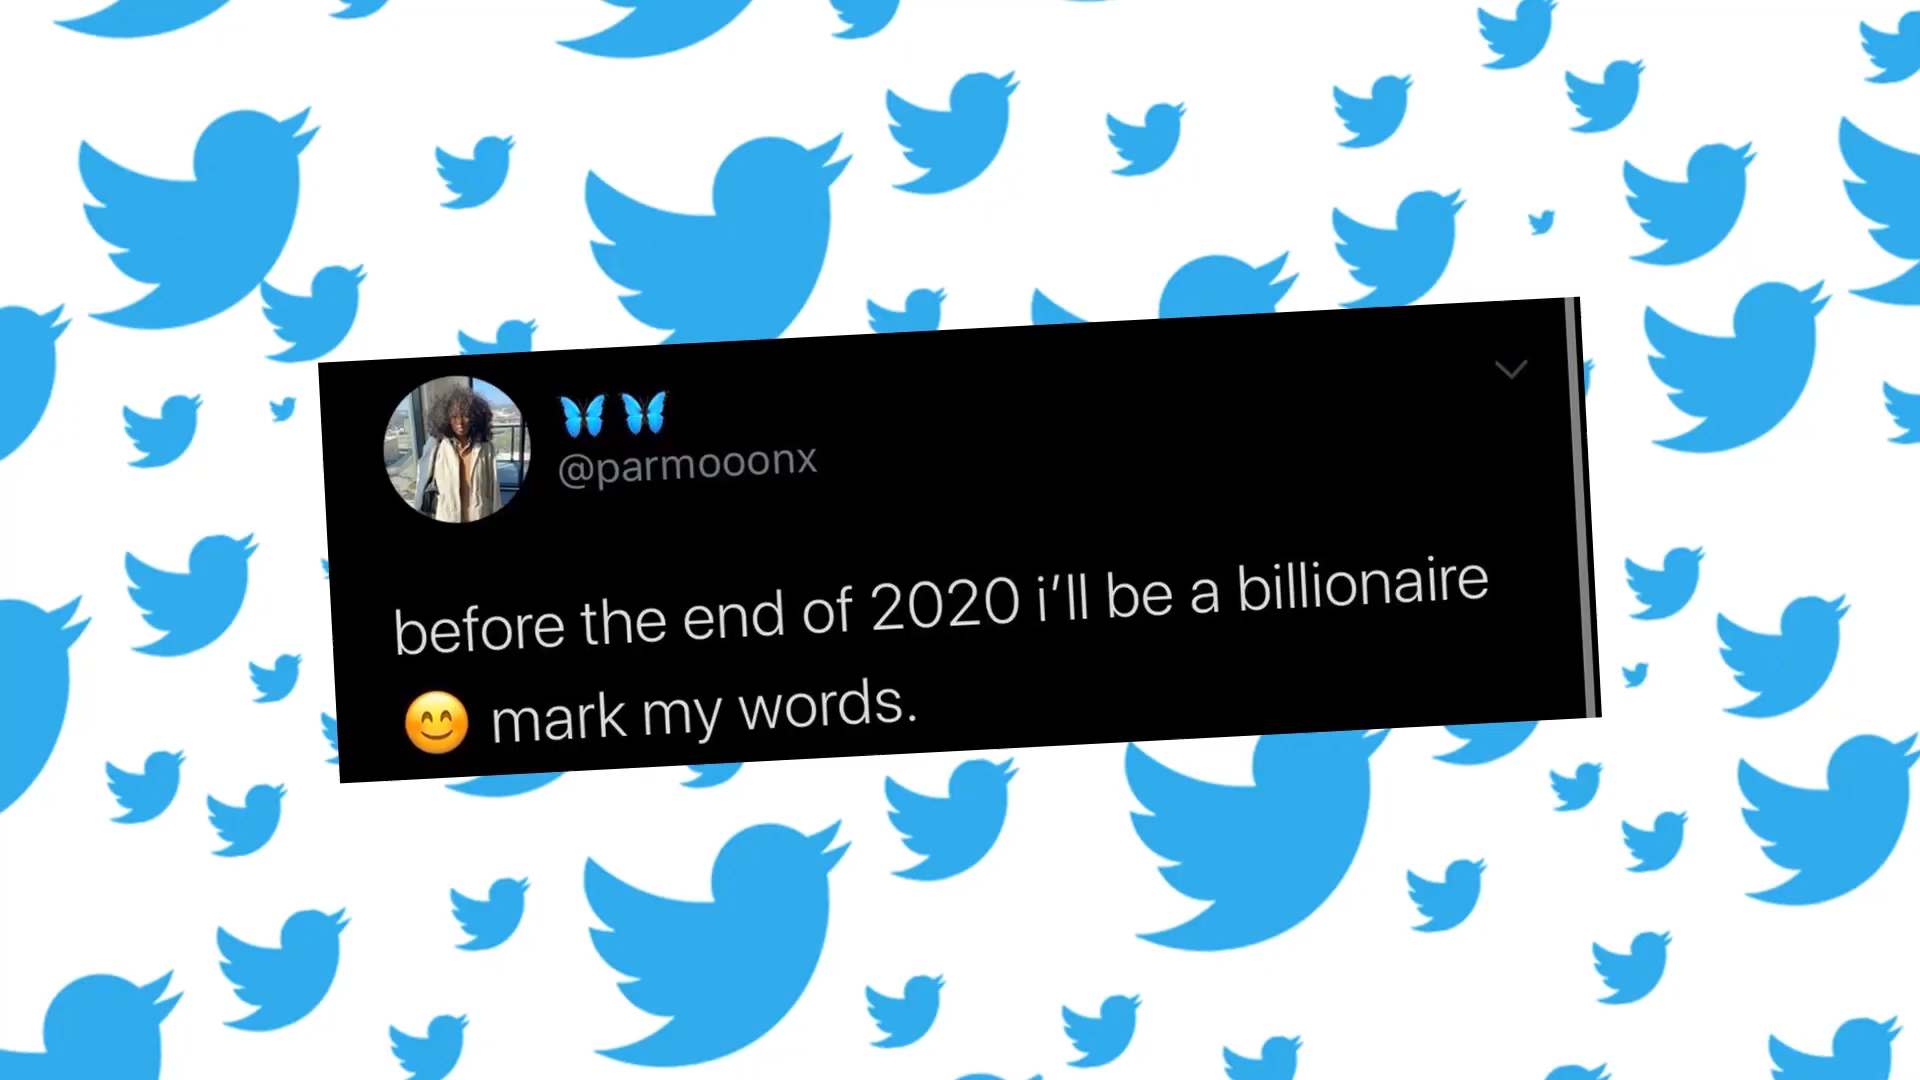 🦋 🦋
@parmooonx
before the end of 2020 i’ll be a billionaire
😊 mark my words.